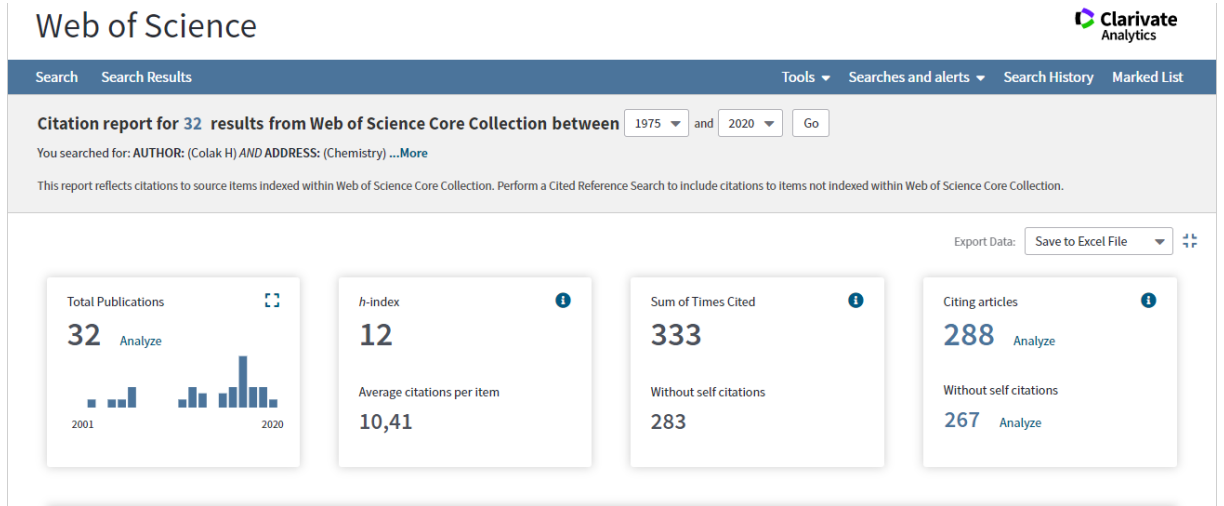 Web of Science
Clarivate
Analytics
Search Search Results Tools Searches and alerts Search History Marked List
Citation report for 32 results from Web of Science Core Collection between 1975 and 2020 Go
You searched for: AUTHOR: (Colak H) AND ADDRESS: (Chemistry) ...More
This report reflects citations to source items indexed within Web of Science Core Collection. Perform a Cited Reference Search to include citations to items not indexed within Web of Science Core Collection.
Export Data: Save to Excel File
Total Publications
32 Analyze
2001 2020
h-index
12
Average citations per item
10,41
Sum of Times Cited
333
Without self citations
283
Citing articles
288 Analyze
Without self citations
267 Analyze